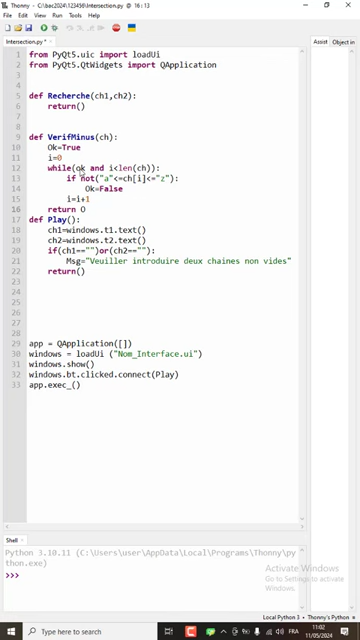 Thonny - C:\bac2024\Intersection.py @ 16:13
File Edit View Run Tools Help
Intersection.py *
Assist
Object in
1 from PyQt5.uic import loadUi
2 from PyQt5.QtWidgets import QApplication
3
4
5 def Recherche(ch1,ch2):
6 return()
7
8
9 def VerifMinus(ch):
10 Ok=True
11 i=0
12 while(ok and i<len(ch)):
13 if not("a"<=ch[i]<="z"):
14 Ok=False
15 i=i+1
16 return O
17 def Play():
18 ch1=windows.t1.text()
19 ch2=windows.t2.text()
20 if(ch1=="")or(ch2==""):
21 Msg="Veuiller introduire deux chaines non vides"
22 return()
23
24
25
26
27
28
29 app = QApplication([])
30 windows = loadUi ("Nom_Interface.ui")
31 windows.show()
32 windows.bt.clicked.connect(Play)
33 app.exec_()
Shell
Python 3.10.11 (C:\Users\user\AppData\Local\Programs\Thonny\py
thon.exe)
>>>
Activate Windows
Go to Settings to activate
Windows.
Local Python 3 • Thonny's Python
Type here to search
FRA
11:02
11/05/2024